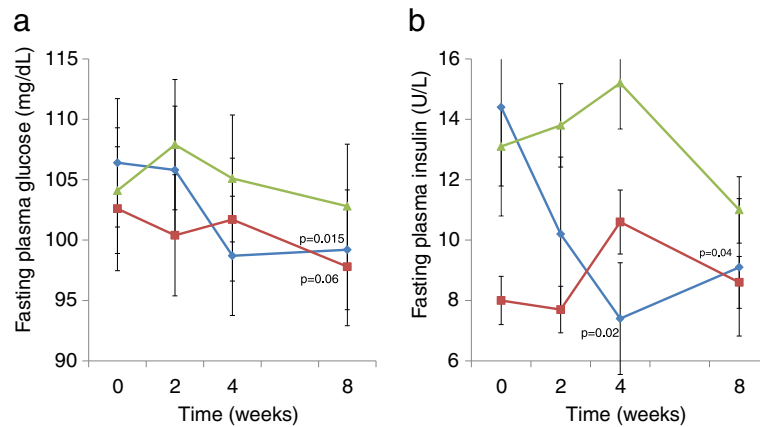 a
Fasting plasma glucose (mg/dL)
115
110
105
100
95
90
p=0.015
p=0.06
0 2 4 8
Time (weeks)
b
Fasting plasma insulin (U/L)
16
14
12
10
8
6
p=0.04
p=0.02
0 2 4 8
Time (weeks)